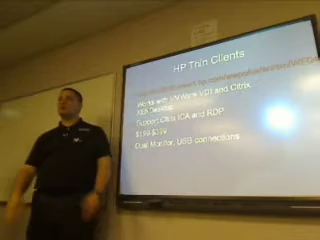 HP Thin Clients
Works with VMWare VDI and Citrix
XEN Desktop
Support Citrix ICA and RDP
$199-$399
Dual Monitor, USB connections